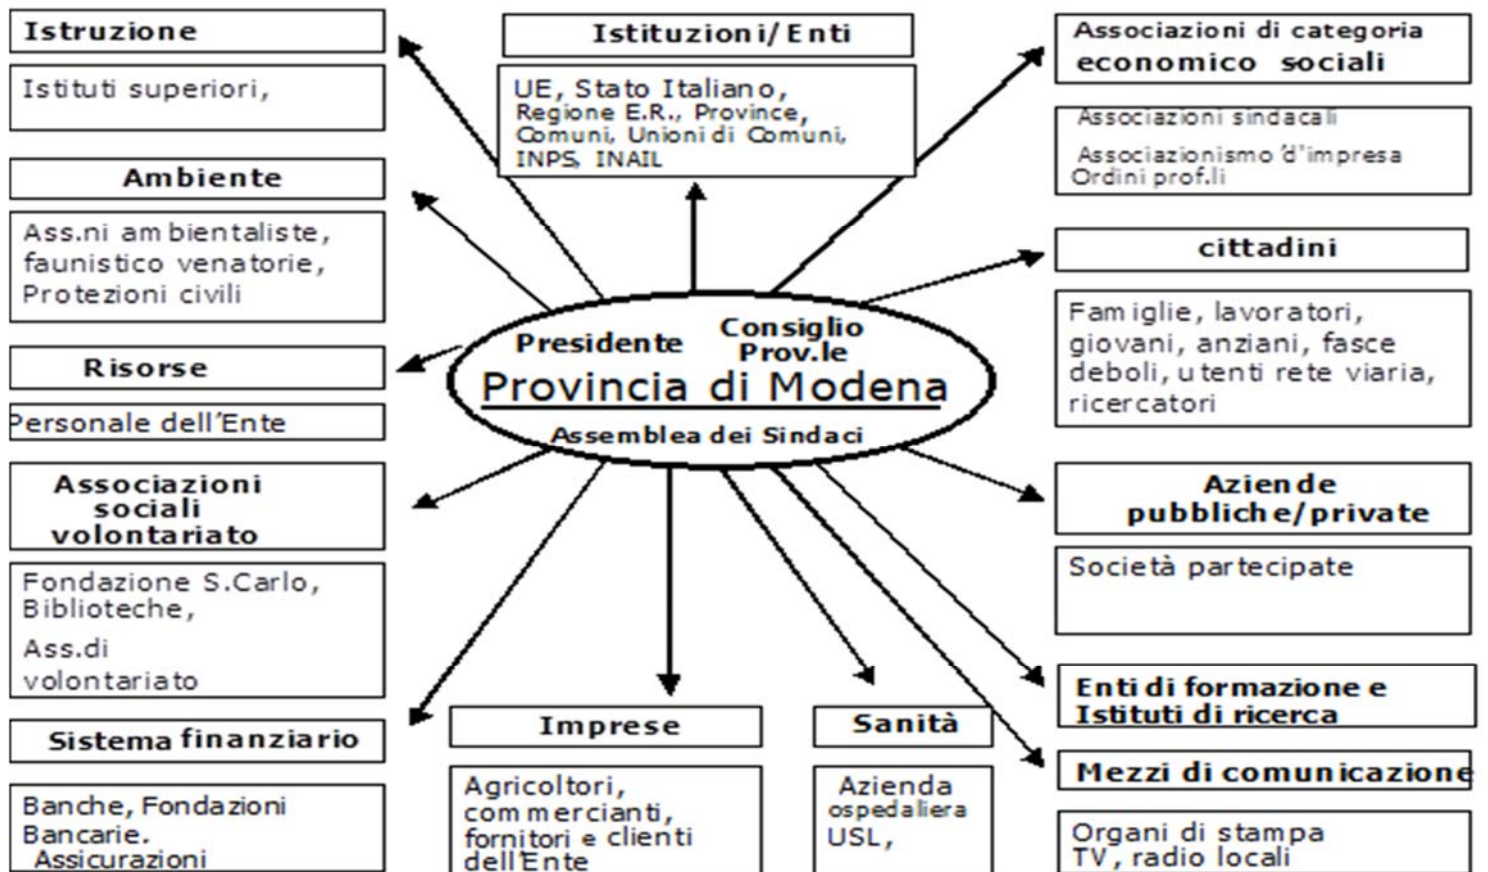 Istruzione
Istituti superiori,
Ambiente
Ass.ni ambientaliste,
faunistico venatorie,
Protezioni civili
Risorse
Personale dell'Ente
Associazioni
sociali
volontariato
Fondazione S.Carlo,
Biblioteche,
Ass.di
volontariato
Sistema finanziario
Banche, Fondazioni
Bancarie.
Assicurazioni
Istituzioni/Enti
UE, Stato Italiano,
Regione E.R., Province,
Comuni, Unioni di Comuni,
INPS, INAIL
Presidente
Consiglio
Prov.le
Provincia di Modena
Assemblea dei Sindaci
Imprese
Agricoltori,
commercianti,
fornitori e clienti
dell'Ente
Sanità
Azienda
ospedaliera
USL,
Associazioni di categoria
economico sociali
Associazioni sindacali
Associazionismo d'impresa
Ordini prof.li
cittadini
Famiglie, lavoratori,
giovani, anziani, fasce
deboli, utenti rete viaria,
ricercatori
Aziende
pubbliche/private
Società partecipate
Enti di formazione e
Istituti di ricerca
Mezzi di comunicazione
Organi di stampa
TV, radio locali